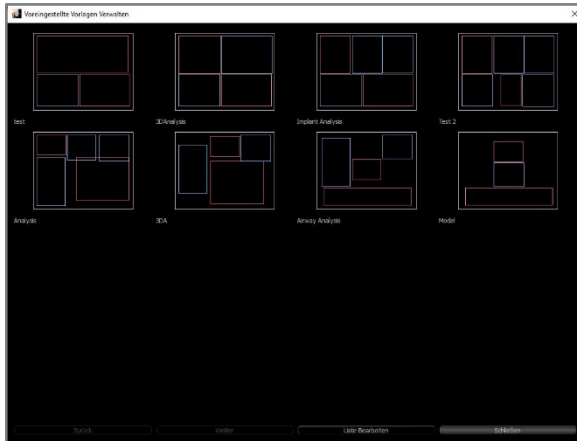 Voreingestellte Vorlagen Verwalten
test
3DAnalysis
Implant Analysis
Test 2
Analysis
3DA
Airway Analysis
Model
Zurück
Weiter
Liste Bearbeiten
Schließen